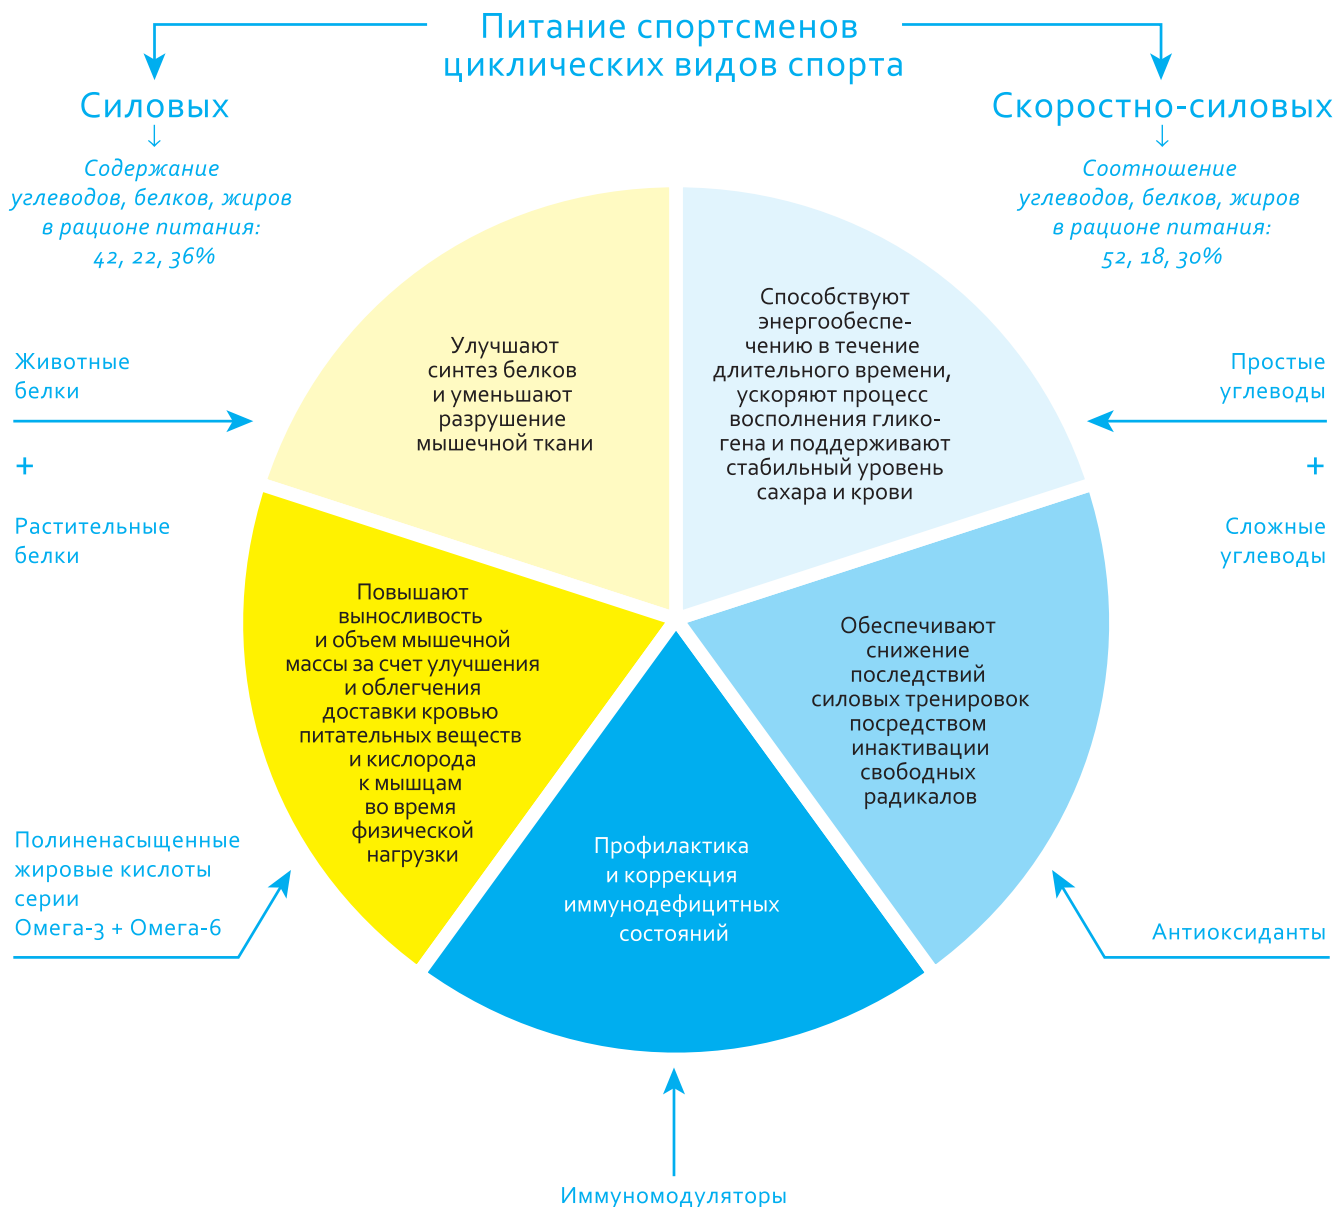 Питание спортсменов
циклических видов спорта
Силовых
↓
Содержание
углеводов, белков, жиров
в рационе питания:
42, 22, 36%
Скоростно-силовых
↓
Соотношение
углеводов, белков, жиров
в рационе питания:
52, 18, 30%
Животные
белки
+
Растительные
белки
Улучшают
синтез белков
и уменьшают
разрушение
мышечной ткани
Способствуют
энергообеспе-
чению в течение
длительного времени,
ускоряют процесс
восполнения глико-
гена и поддерживают
стабильный уровень
сахара и крови
Простые
углеводы
+
Сложные
углеводы
Повышают
выносливость
и объем мышечной
массы за счет улучшения
и облегчения
доставки кровью
питательных веществ
и кислорода
к мышцам
во время
физической
нагрузки
Обеспечивают
снижение
последствий
силовых тренировок
посредством
инактивации
свободных
радикалов
Полиненасыщенные
жировые кислоты
серии
Омега-3 + Омега-6
Профилактика
и коррекция
иммунодефицитных
состояний
Антиоксиданты
Иммуномодуляторы